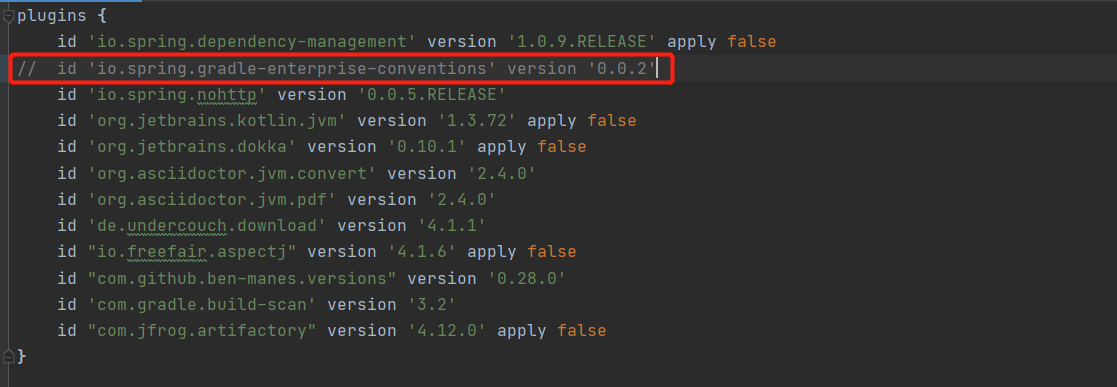 plugins {
id 'io.spring.dependency-management' version '1.0.9.RELEASE' apply false
// id 'io.spring.gradle-enterprise-conventions' version '0.0.2'
id 'io.spring.nohttp' version '0.0.5.RELEASE'
id 'org.jetbrains.kotlin.jvm' version '1.3.72' apply false
id 'org.jetbrains.dokka' version '0.10.1' apply false
id 'org.asciidoctor.jvm.convert' version '2.4.0'
id 'org.asciidoctor.jvm.pdf' version '2.4.0'
id 'de.undercouch.download' version '4.1.1'
id "io.freefair.aspectj" version '4.1.6' apply false
id "com.github.ben-manes.versions" version '0.28.0'
id 'com.gradle.build-scan' version '3.2'
id "com.jfrog.artifactory" version '4.12.0' apply false
}